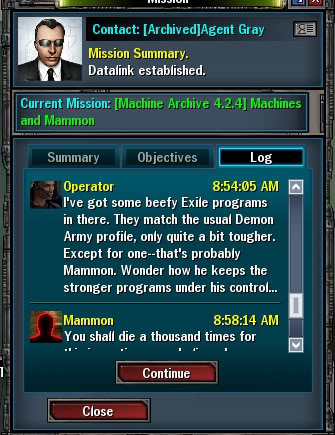 Mission
Contact: [Archived]Agent Gray
Mission Summary.
Datalink established.
Current Mission: [Machine Archive 4.2.4] Machines
and Mammon
Summary Objectives Log
Operator 8:54:05 AM
I've got some beefy Exile programs
in there. They match the usual Demon
Army profile, only quite a bit tougher.
Except for one--that's probably
Mammon. Wonder how he keeps the
stronger programs under his control...
Mammon 8:58:14 AM
You shall die a thousand times for
Continue
Close